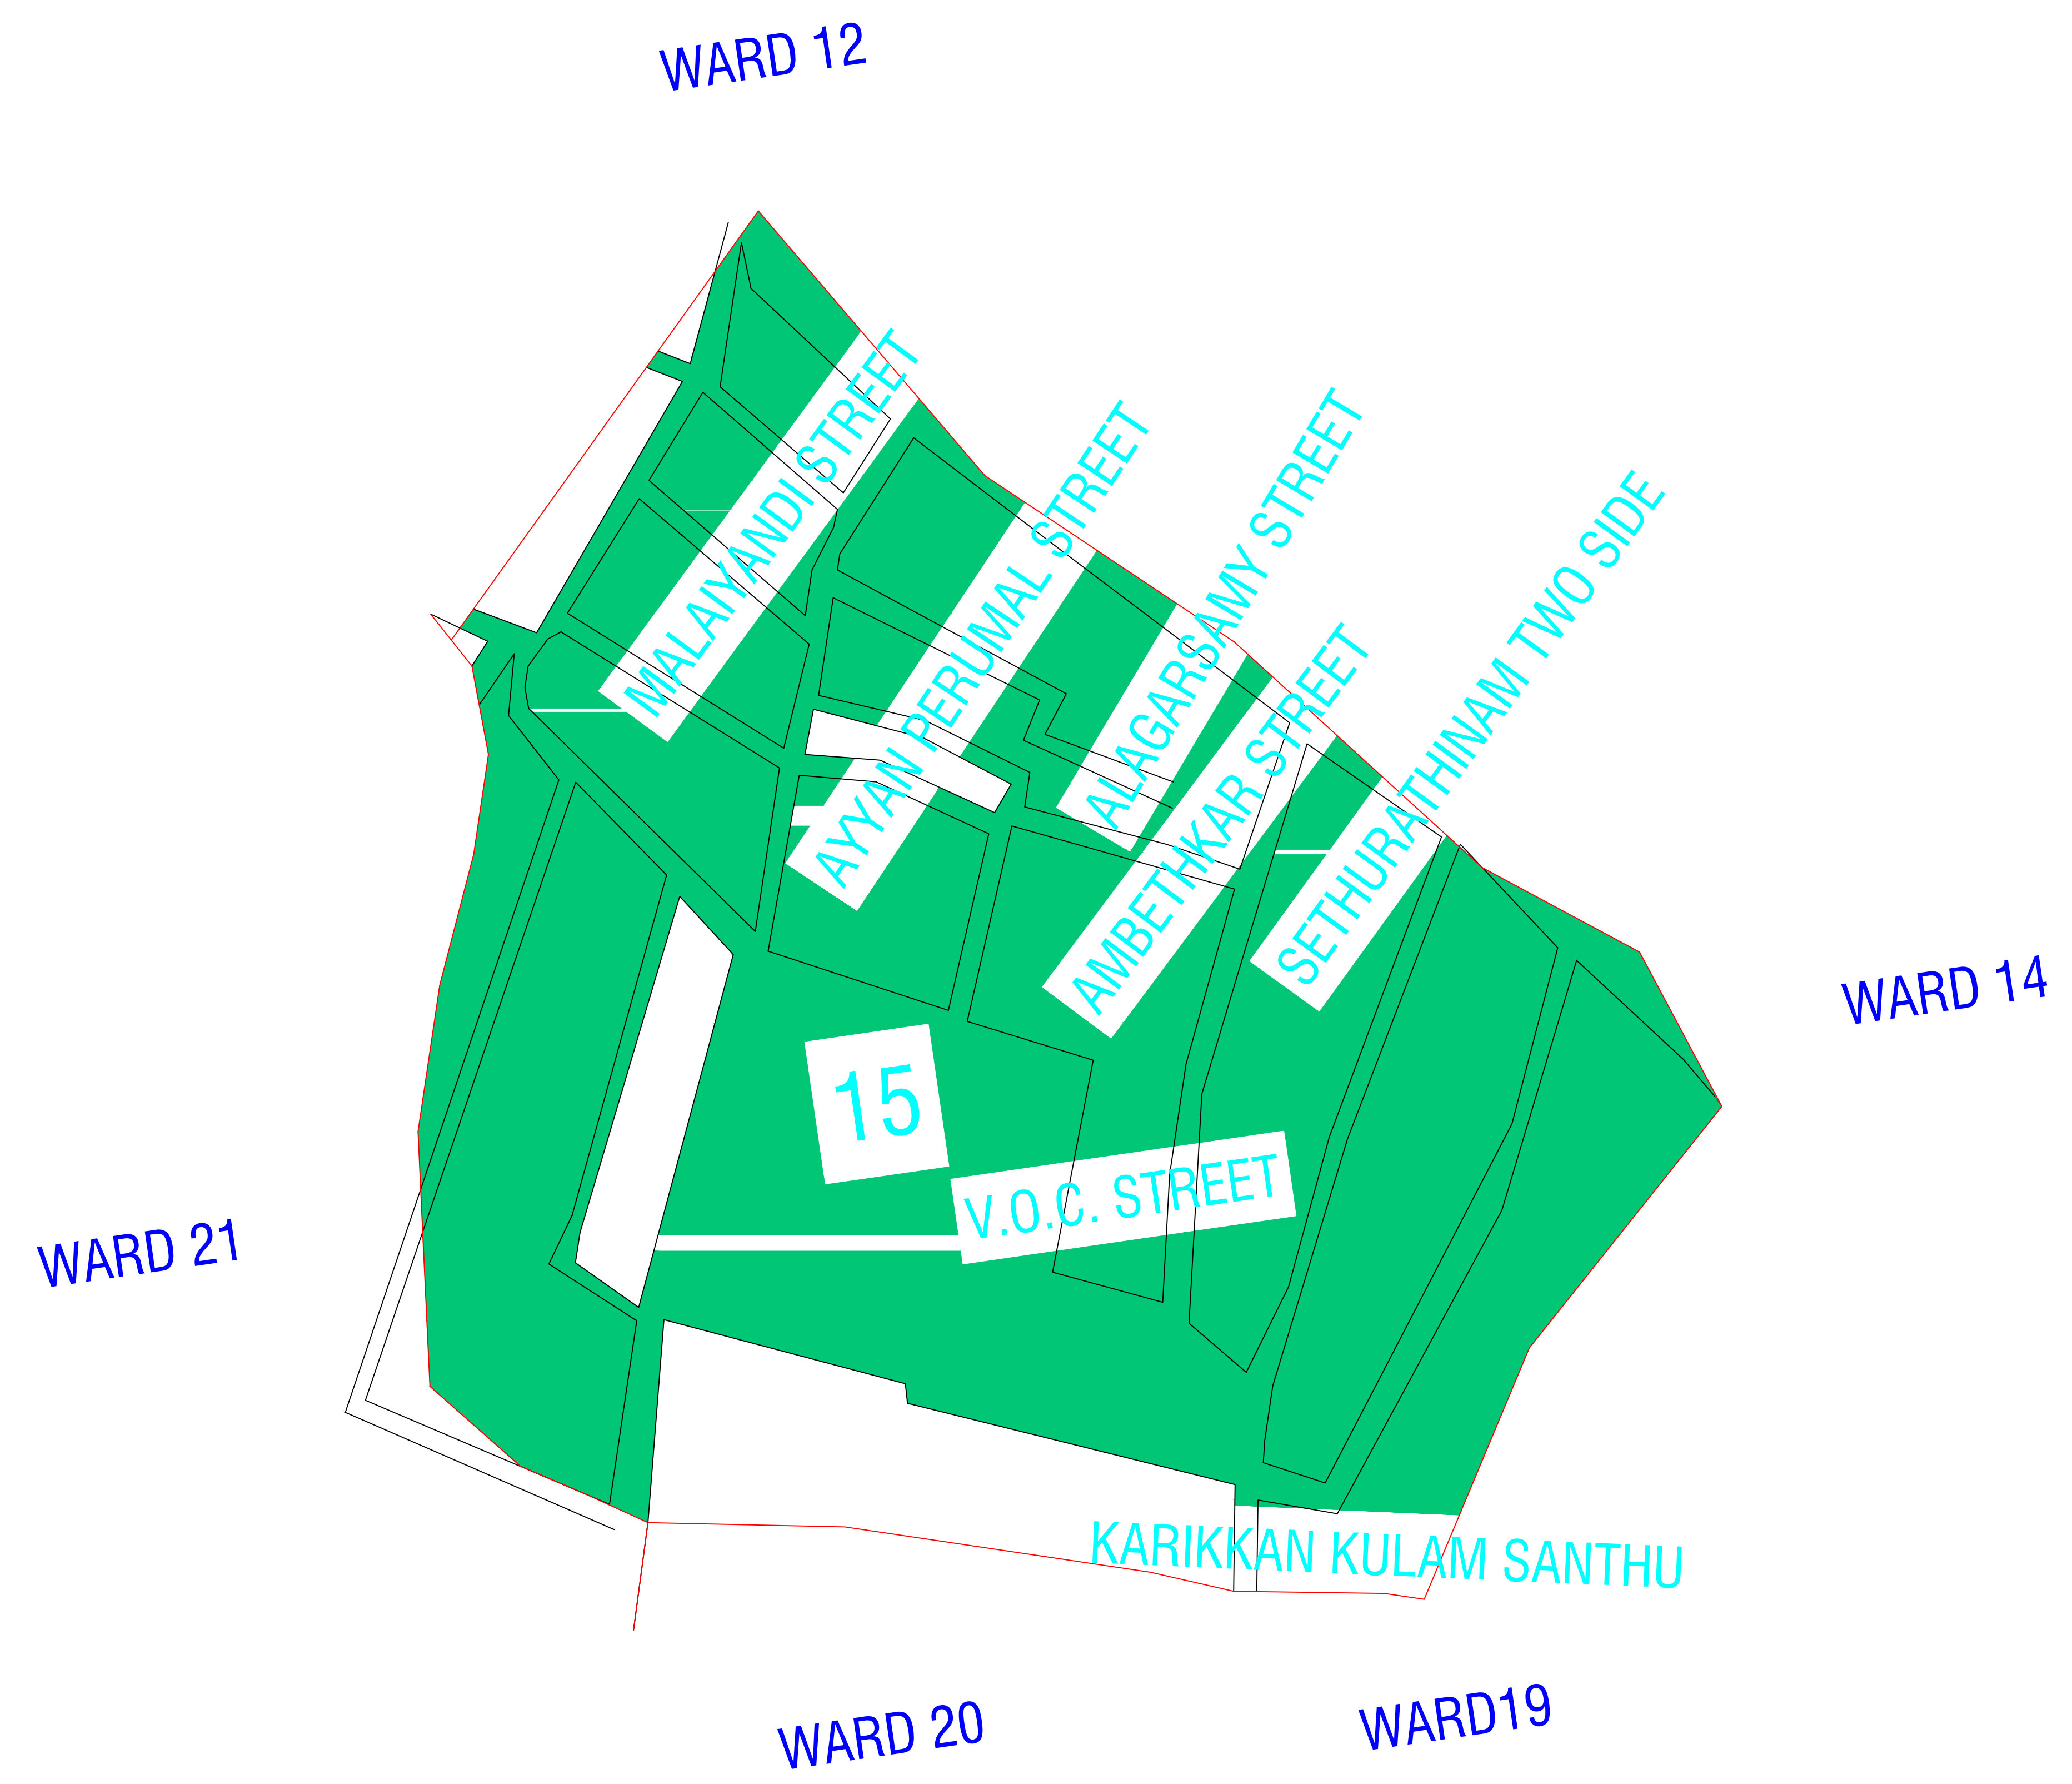 WARD 12
MALAYANDI STREET
AYYAN PERUMAL STREET
ALAGARSAMY STREET
AMBETHKAR STREET
SETHURATHINAM TWO SIDE
WARD 14
15
V.O.C. STREET
WARD 21
KARIKKAN KULAM SANTHU
WARD 20
WARD19